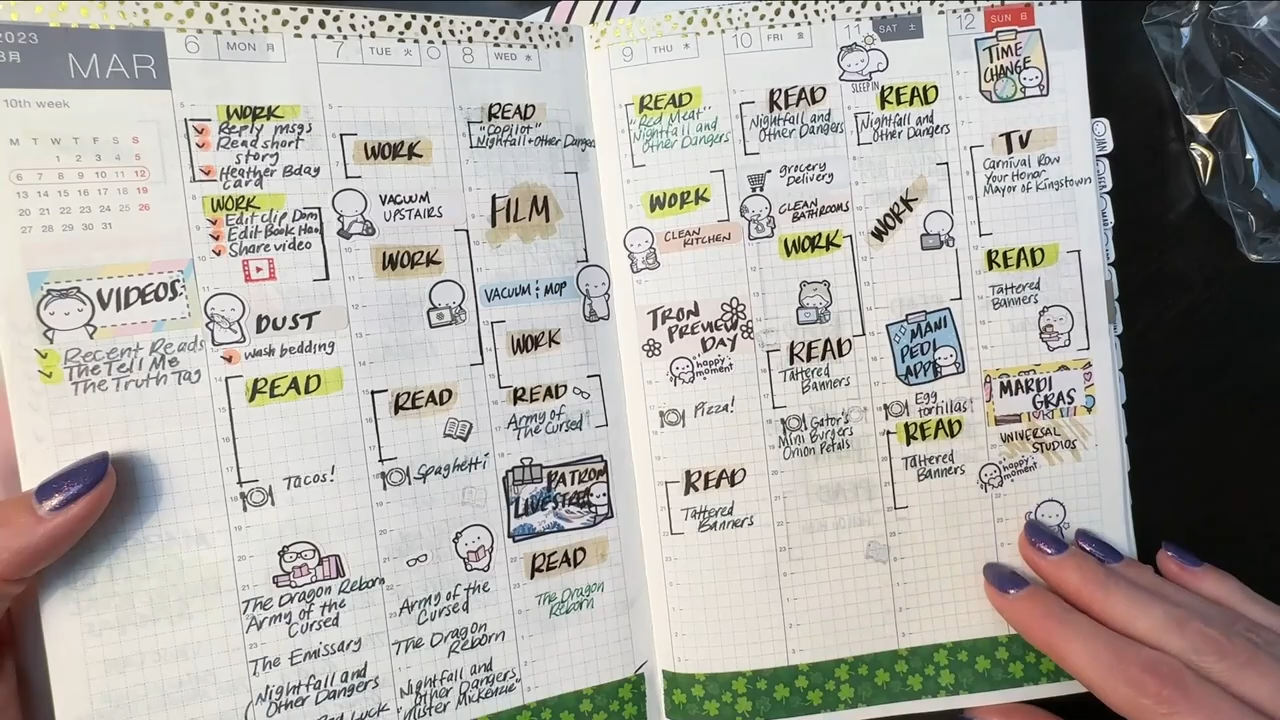 2023
3月
MAR
10th week
M T W T F S S
1 2 3 4 5
6 7 8 9 10 11 12
13 14 15 16 17 18 19
20 21 22 23 24 25 26
27 28 29 30 31
VIDEOS:
Recent Reads
The Tell Me
The Truth Tag
6 MON 月
WORK
Reply msgs
Read short
story
Heather Bday
card
WORK
Edit clip Dom
Edit Book Haul
Share video
DUST
Wash bedding
READ
Tacos!
The Dragon Reborn
Army of the
Cursed
The Emissary
Nightfall and
Other Dangers
Luck
7 TUE 火
WORK
VACUUM
UPSTAIRS
WORK
READ
Spaghetti
Army of the
Cursed
The Dragon
Reborn
Nightfall and
Other Dangers
"Mister Mckenzie"
8 WED 水
READ
"Copilot"
Nightfall + Other Dangers
FILM
VACUUM & MOP
WORK
READ
Army of
The Cursed
PATRON
LIVESTREAM
READ
The Dragon
Reborn
9 THU 木
READ
"Red Meat"
Nightfall and
Other Dangers
WORK
CLEAN KITCHEN
TRON
PREVIEW
DAY
happy
moment
Pizza!
READ
Tattered
Banners
10 FRI 金
READ
Nightfall and
Other Dangers
grocery
Delivery
CLEAN
BATHROOMS
WORK
READ
Tattered
Banners
Gator's
Mini Burgers
Onion Petals
11 SAT 土
SLEEP IN
READ
Nightfall and
Other Dangers
WORK
MANI
PEDI
APPT
Egg
tortillas
READ
Tattered
Banners
12 SUN 日
TIME
CHANGE
TV
Carnival Row
Your Honor
Mayor of Kingstown
READ
Tattered
Banners
MARDI
GRAS
UNIVERSAL
STUDIOS
happy
moment
JAN
FEB